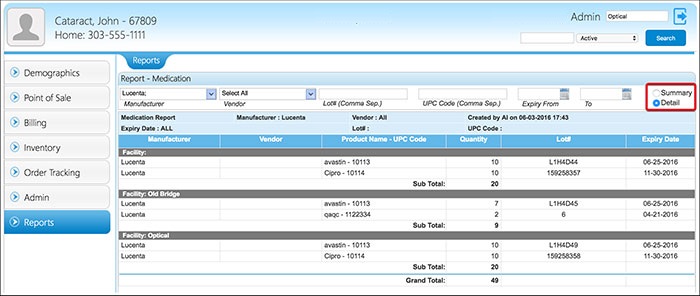 Cataract, John - 67809
Home: 303-555-1111
Admin Optical
Active Search
Demographics
Point of Sale
Billing
Inventory
Order Tracking
Admin
Reports
Reports
Report - Medication
Lucenta; Select All
Manufacturer Vendor Lot# (Comma Sep.) UPC Code (Comma Sep.) Expiry From To
Summary
Detail
Medication Report Manufacturer : Lucenta Vendor : All Created by AI on 06-03-2016 17:43
Expiry Date : ALL Lot# : UPC Code :
Manufacturer Vendor Product Name - UPC Code Quantity Lot# Expiry Date
Facility:
Lucenta avastin - 10113 10 L1H4D44 06-25-2016
Lucenta Cipro - 10114 10 159258357 11-30-2016
Sub Total: 20
Facility: Old Bridge
Lucenta avastin - 10113 7 L1H4D45 06-25-2016
Lucenta qaqc - 1122334 2 6 04-21-2016
Sub Total: 9
Facility: Optical
Lucenta avastin - 10113 10 L1H4D49 06-25-2016
Lucenta Cipro - 10114 10 159258358 11-30-2016
Sub Total: 20
Grand Total: 49